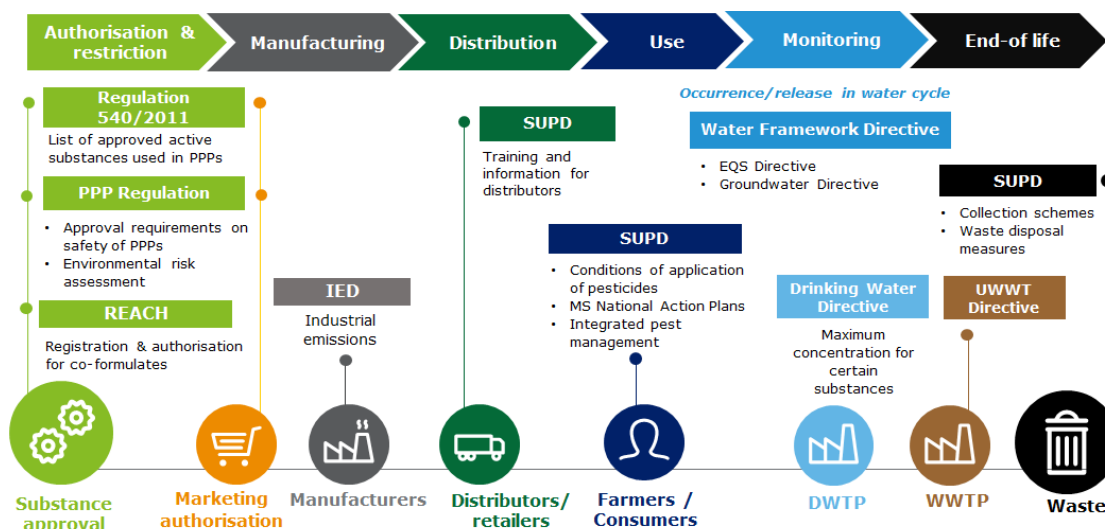 Authorisation &
restriction
Manufacturing
Distribution
Use
Monitoring
End-of life
Regulation
540/2011
List of approved active
substances used in PPPs
PPP Regulation
• Approval requirements on
safety of PPPs
• Environmental risk
assessment
REACH
Registration & authorisation
for co-formulates
IED
Industrial
emissions
SUPD
Training and
information for
distributors
SUPD
• Conditions of application
of pesticides
• MS National Action Plans
• Integrated pest
management
Occurrence/release in water cycle
Water Framework Directive
• EQS Directive
• Groundwater Directive
Drinking Water
Directive
Maximum
concentration for
certain
substances
SUPD
• Collection schemes
• Waste disposal
measures
UWWT
Directive
Substance
approval
Marketing
authorisation
Manufacturers
Distributors/
retailers
Farmers /
Consumers
DWTP
WWTP
Waste